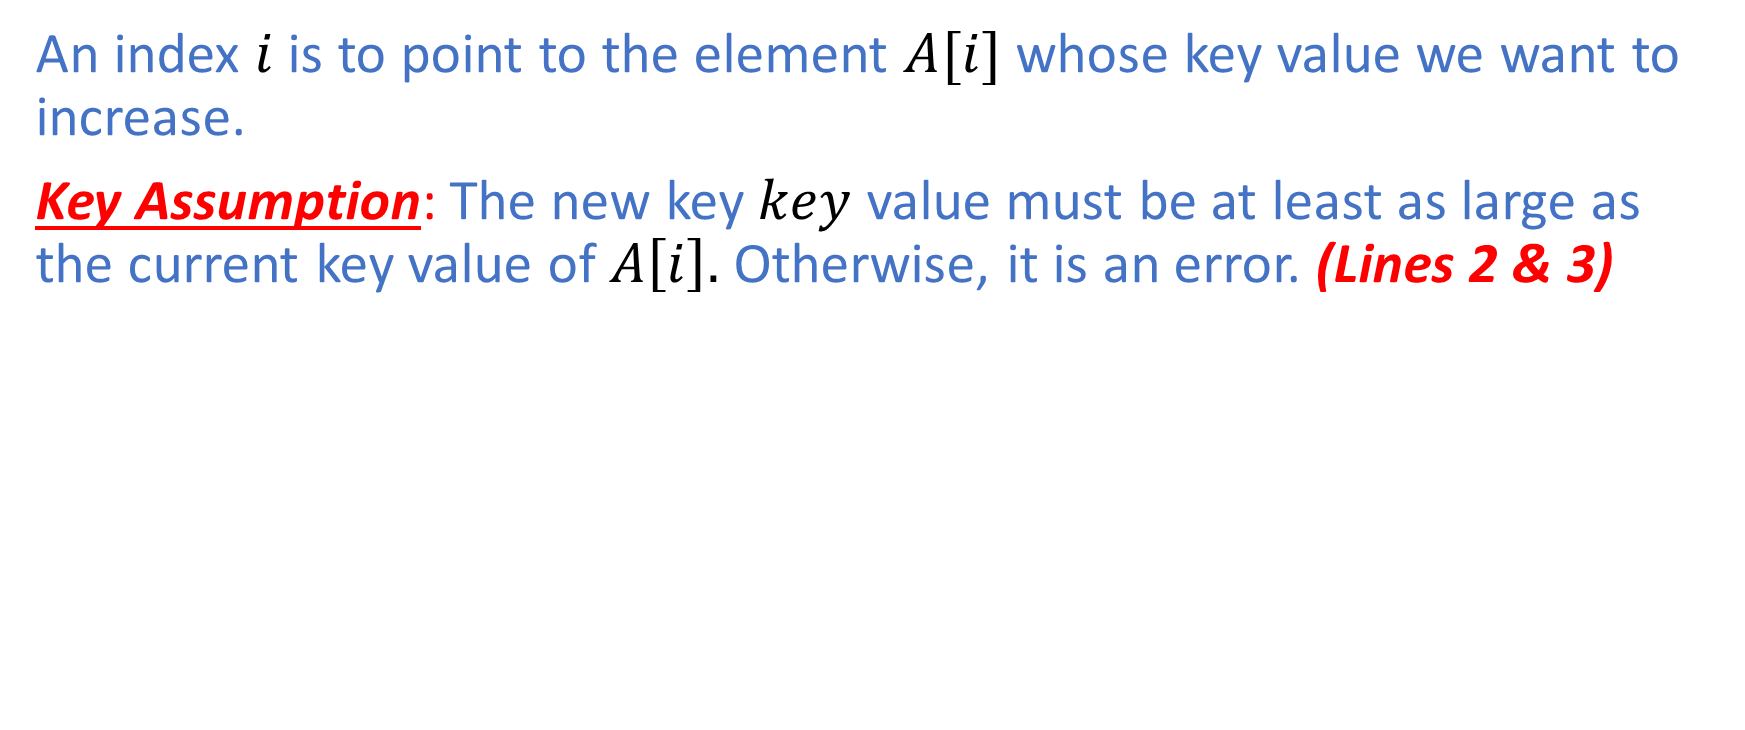 An index i is to point to the element A[i] whose key value we want to
increase.
Key Assumption: The new key key value must be at least as large as
the current key value of A[i]. Otherwise, it is an error. (Lines 2 & 3)